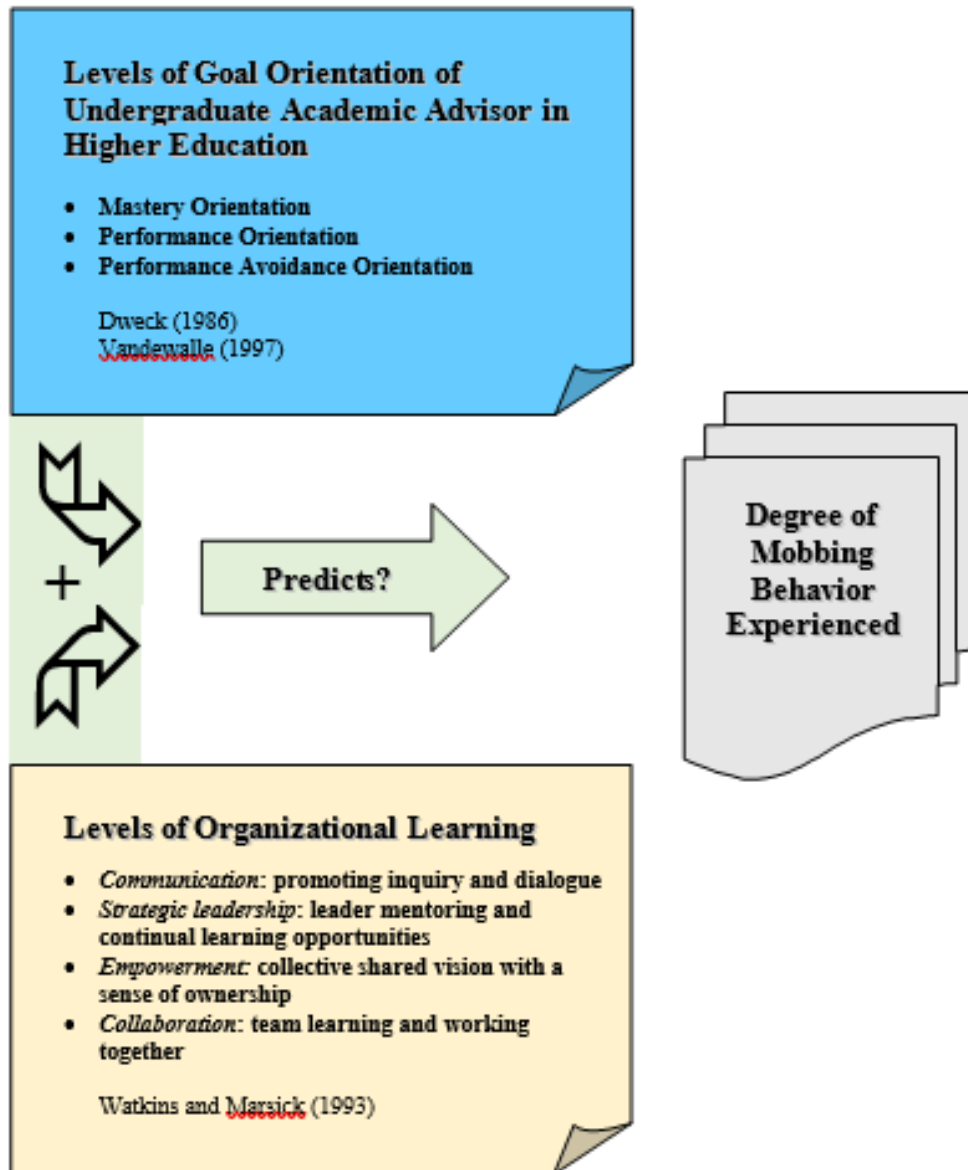 Levels of Goal Orientation of
Undergraduate Academic Advisor in
Higher Education
• Mastery Orientation
• Performance Orientation
• Performance Avoidance Orientation
Dweck (1986)
Vandewalle (1997)
+
Predicts?
Degree of
Mobbing
Behavior
Experienced
Levels of Organizational Learning
• Communication: promoting inquiry and dialogue
• Strategic leadership: leader mentoring and
continual learning opportunities
• Empowerment: collective shared vision with a
sense of ownership
• Collaboration: team learning and working
together
Watkins and Marsick (1993)